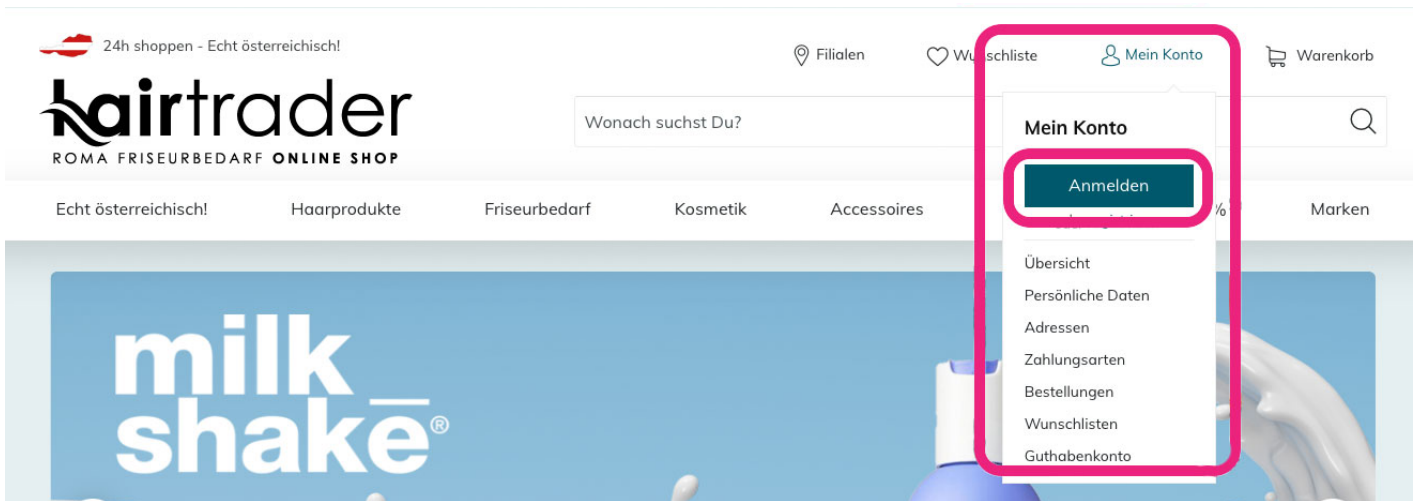 24h shoppen - Echt österreichisch!
Filialen
Wunschliste
Mein Konto
Warenkorb
hairtrader
ROMA FRISEURBEDARF ONLINE SHOP
Wonach suchst Du?
Mein Konto
Anmelden
Echt österreichisch!
Haarprodukte
Friseurbedarf
Kosmetik
Accessoires
%
Marken
Übersicht
Persönliche Daten
Adressen
Zahlungsarten
Bestellungen
Wunschlisten
Guthabenkonto
milk
shake®